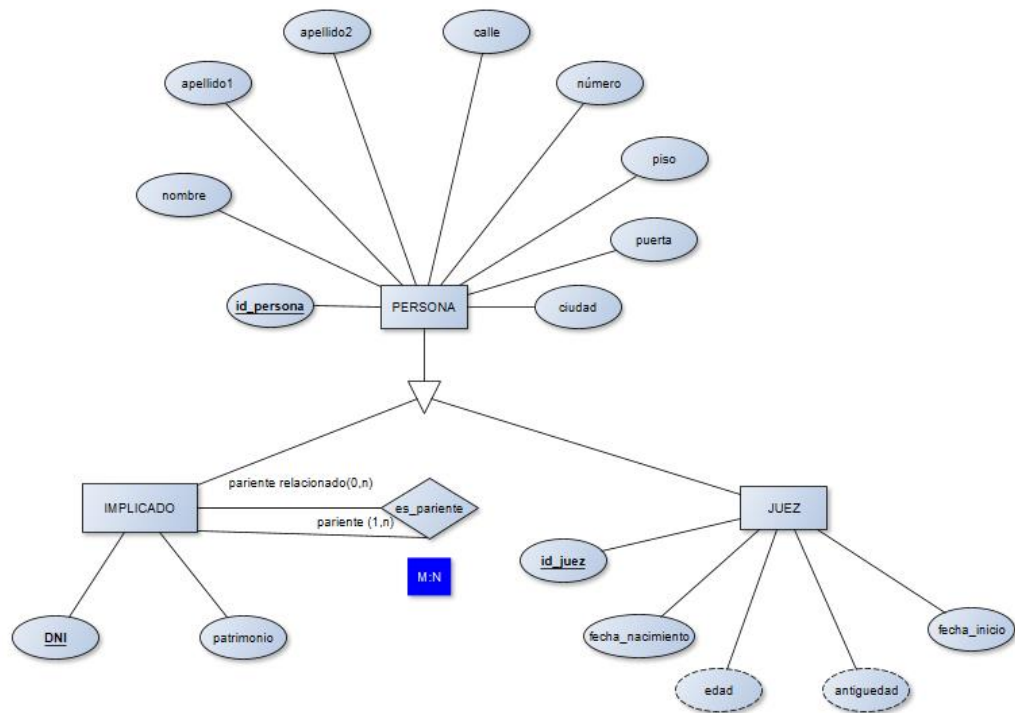 apellido2
calle
apellido1
número
piso
nombre
puerta
id_persona
PERSONA
ciudad
pariente relacionado(0,n)
IMPLICADO
es_pariente
JUEZ
pariente (1,n)
id_juez
M:N
DNI
patrimonio
fecha_nacimiento
fecha_inicio
edad
antiguedad